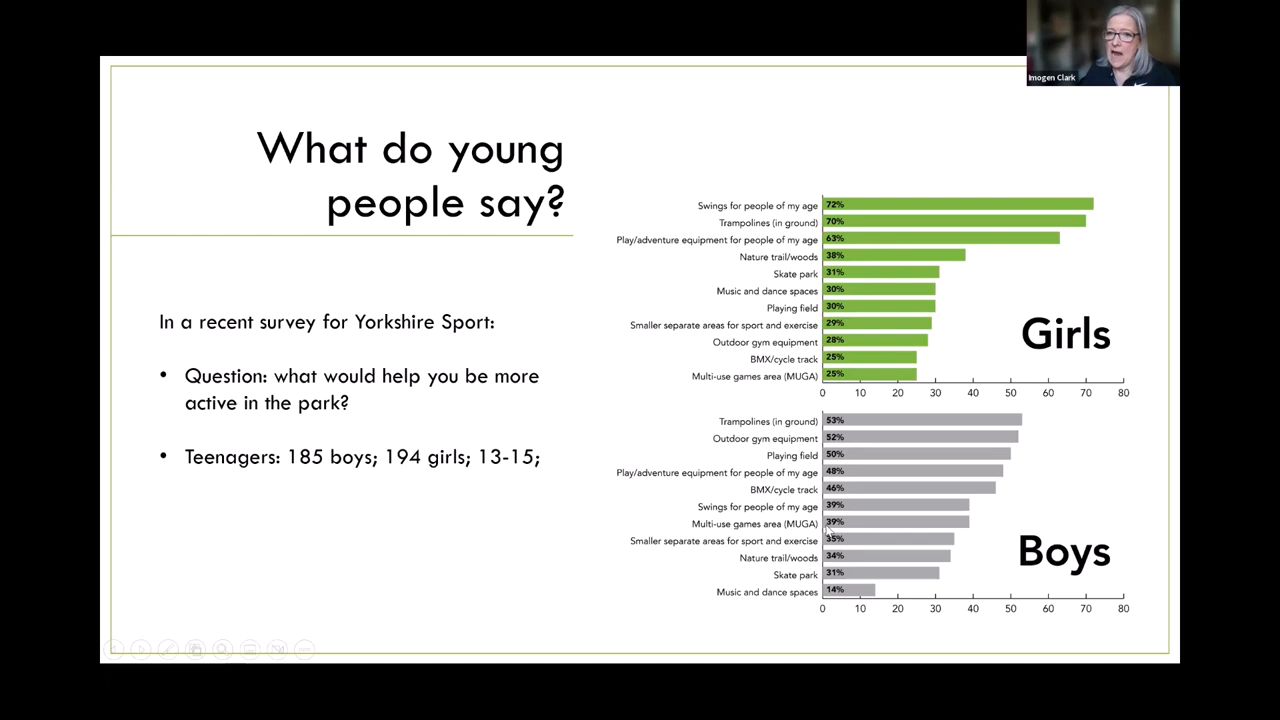 Imogen Clark
What do young
people say?
In a recent survey for Yorkshire Sport:
• Question: what would help you be more
active in the park?
• Teenagers: 185 boys; 194 girls; 13-15;
Swings for people of my age 72%
Trampolines (in ground) 70%
Play/adventure equipment for people of my age 63%
Nature trail/woods 38%
Skate park 31%
Music and dance spaces 30%
Playing field 30%
Smaller separate areas for sport and exercise 29%
Outdoor gym equipment 28%
BMX/cycle track 25%
Multi-use games area (MUGA) 25%
0 10 20 30 40 50 60 70 80
Girls
Trampolines (in ground) 53%
Outdoor gym equipment 52%
Playing field 50%
Play/adventure equipment for people of my age 48%
BMX/cycle track 46%
Swings for people of my age 39%
Multi-use games area (MUGA) 39%
Smaller separate areas for sport and exercise 35%
Nature trail/woods 34%
Skate park 31%
Music and dance spaces 14%
0 10 20 30 40 50 60 70 80
Boys